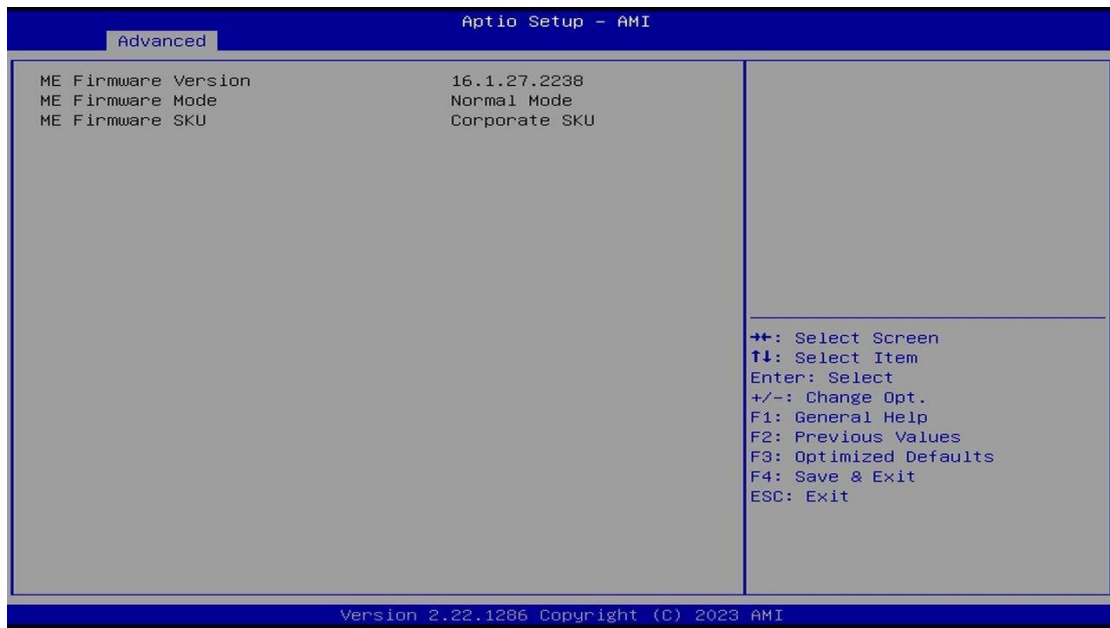 Aptio Setup – AMI
Advanced
ME Firmware Version 16.1.27.2238
ME Firmware Mode Normal Mode
ME Firmware SKU Corporate SKU
→←: Select Screen
↑↓: Select Item
Enter: Select
+/-: Change Opt.
F1: General Help
F2: Previous Values
F3: Optimized Defaults
F4: Save & Exit
ESC: Exit
Version 2.22.1286 Copyright (C) 2023 AMI